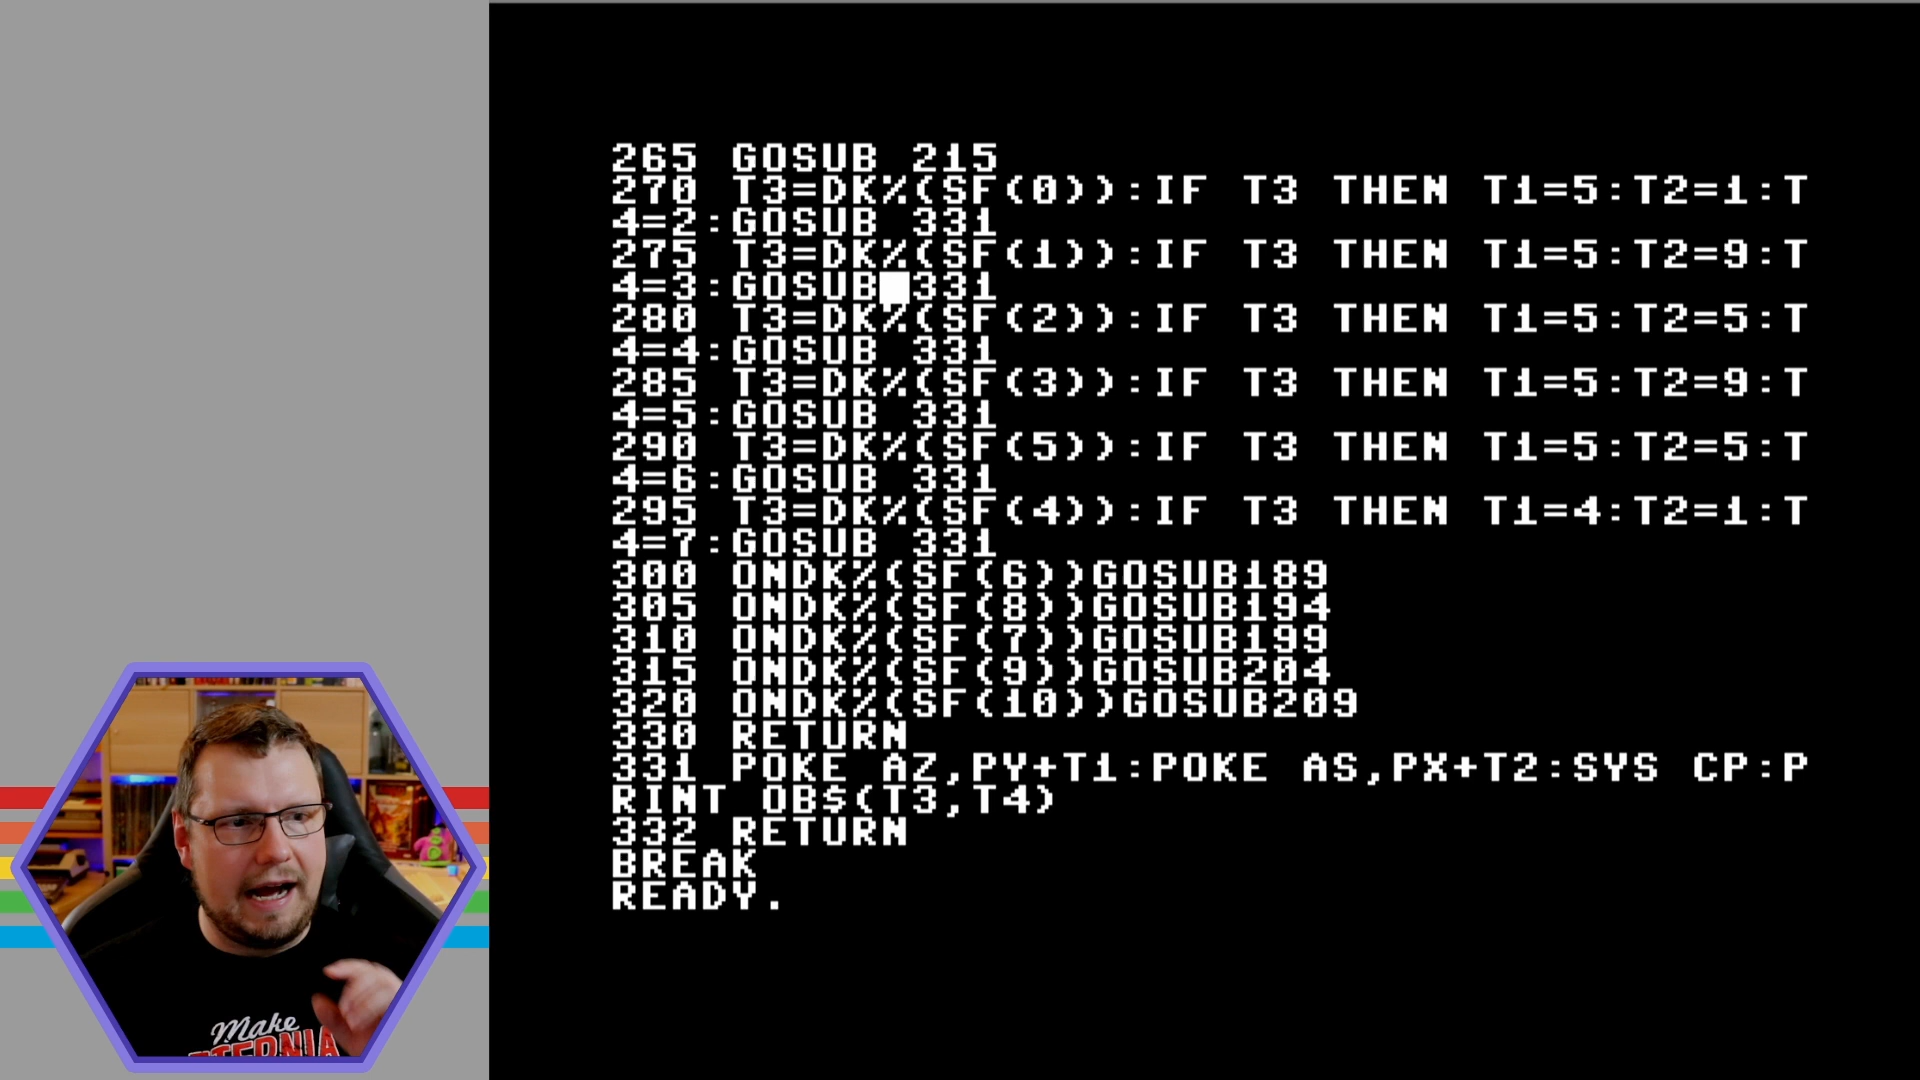 265 GOSUB 215
270 T3=DK%(SF(0)):IF T3 THEN T1=5:T2=1:T
4=2:GOSUB 331
275 T3=DK%(SF(1)):IF T3 THEN T1=5:T2=9:T
4=3:GOSUB 331
280 T3=DK%(SF(2)):IF T3 THEN T1=5:T2=5:T
4=4:GOSUB 331
285 T3=DK%(SF(3)):IF T3 THEN T1=5:T2=9:T
4=5:GOSUB 331
290 T3=DK%(SF(5)):IF T3 THEN T1=5:T2=5:T
4=6:GOSUB 331
295 T3=DK%(SF(4)):IF T3 THEN T1=4:T2=1:T
4=7:GOSUB 331
300 ONDK%(SF(6))GOSUB189
305 ONDK%(SF(8))GOSUB194
310 ONDK%(SF(7))GOSUB199
315 ONDK%(SF(9))GOSUB204
320 ONDK%(SF(10))GOSUB209
330 RETURN
331 POKE AZ,PY+T1:POKE AS,PX+T2:SYS CP:P
RINT OB$(T3,T4)
332 RETURN
BREAK
READY.
Make